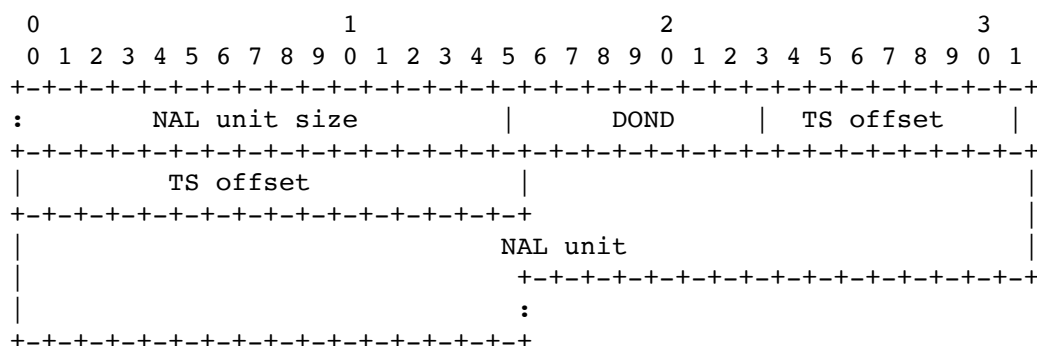 0                   1                   2                   3
 0 1 2 3 4 5 6 7 8 9 0 1 2 3 4 5 6 7 8 9 0 1 2 3 4 5 6 7 8 9 0 1
+-+-+-+-+-+-+-+-+-+-+-+-+-+-+-+-+-+-+-+-+-+-+-+-+-+-+-+-+-+-+-+-+
:        NAL unit size          |      DOND     |  TS offset    |
+-+-+-+-+-+-+-+-+-+-+-+-+-+-+-+-+-+-+-+-+-+-+-+-+-+-+-+-+-+-+-+-+
|         TS offset             |                               |
+-+-+-+-+-+-+-+-+-+-+-+-+-+-+-+-+                               |
|                              NAL unit                         |
|                               +-+-+-+-+-+-+-+-+-+-+-+-+-+-+-+-+
|                               :
+-+-+-+-+-+-+-+-+-+-+-+-+-+-+-+-+